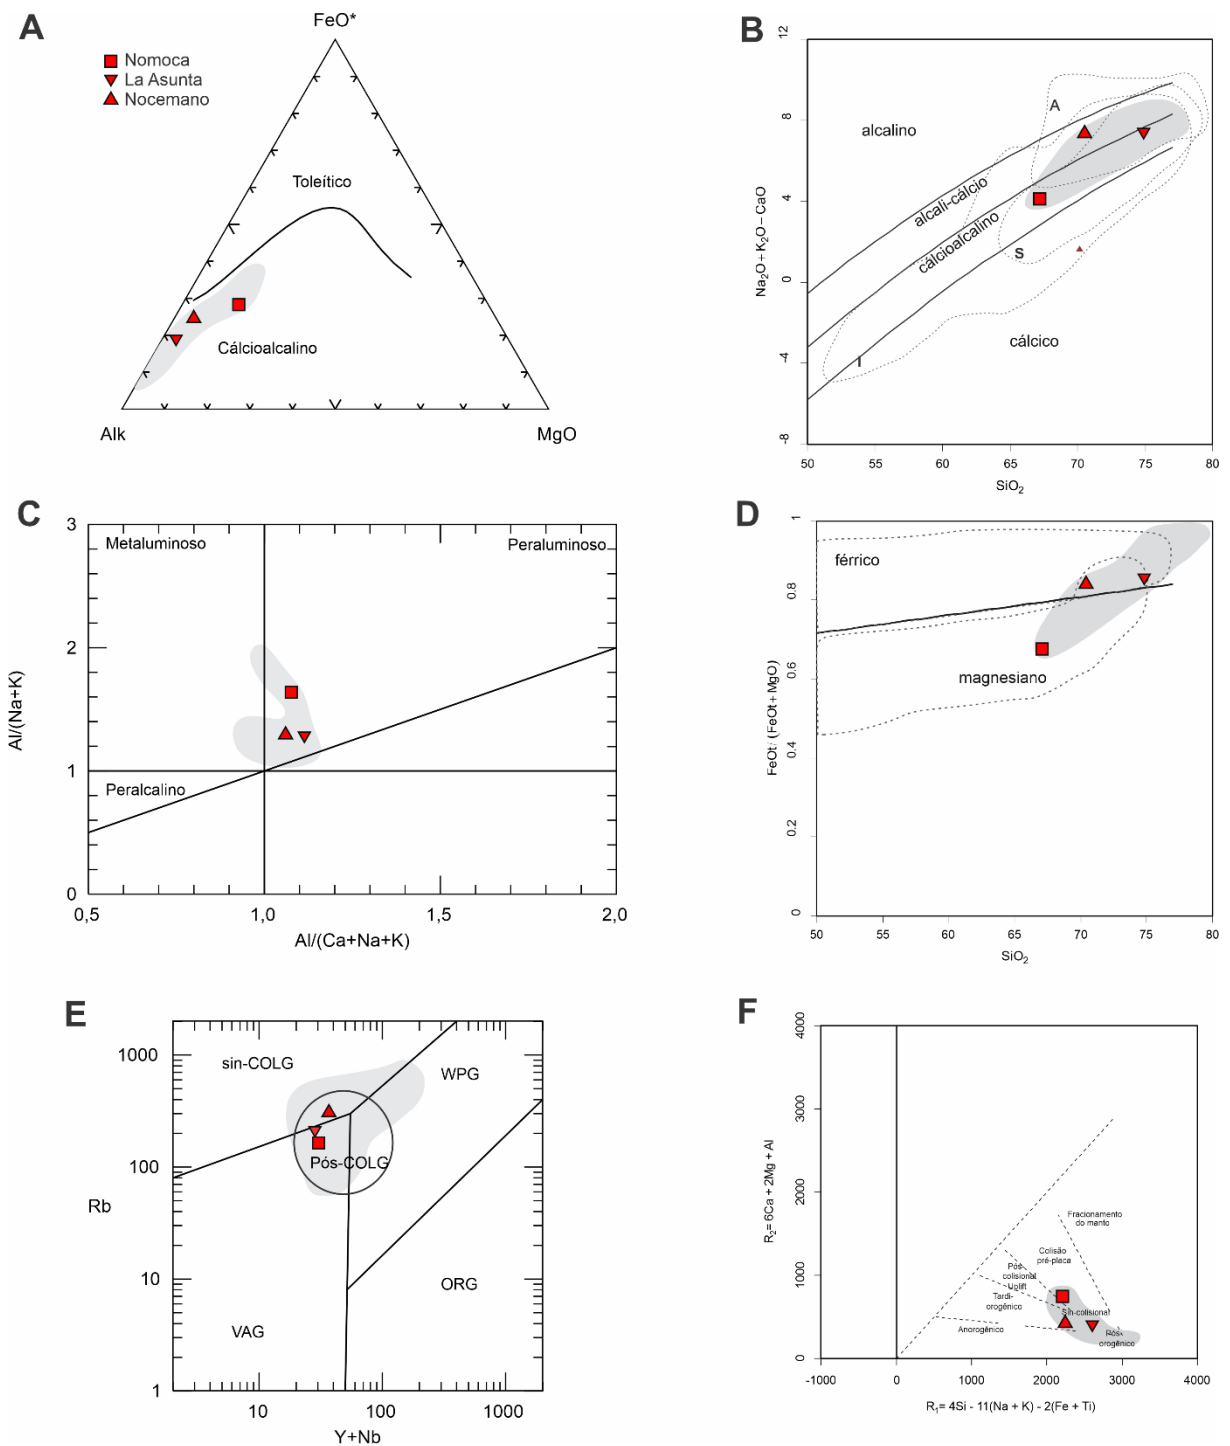 A
FeO*
Nomoca
La Asunta
Nocemano
Toleítico
Cálcioalcalino
Alk
MgO
B
12
8
4
0
-4
-8
Na₂O+K₂O−CaO
alcalino
A
alcali-cálcio
cálcioalcalino
S
I
cálcico
50
55
60
65
70
75
80
SiO₂
C
3
2
1
0
Al/(Na+K)
Metaluminoso
Peraluminoso
Peralcalino
0,5
1,0
1,5
2,0
Al/(Ca+Na+K)
D
1
0.8
0.6
0.4
0.2
0
FeOt/(FeOt+MgO)
férrico
magnesiano
50
55
60
65
70
75
80
SiO₂
E
1000
100
10
1
Rb
sin-COLG
WPG
Pós-COLG
ORG
VAG
10
100
1000
Y+Nb
F
4000
3000
2000
1000
0
R₂= 6Ca + 2Mg + Al
Fracionamento
do manto
Colisão
pré-placa
Pós
colisional
Uplift
Tardi-
orogênico
Sin-colisional
Anorogênico
Pós-
orogênico
-1000
0
1000
2000
3000
4000
R₁= 4Si - 11(Na + K) - 2(Fe + Ti)